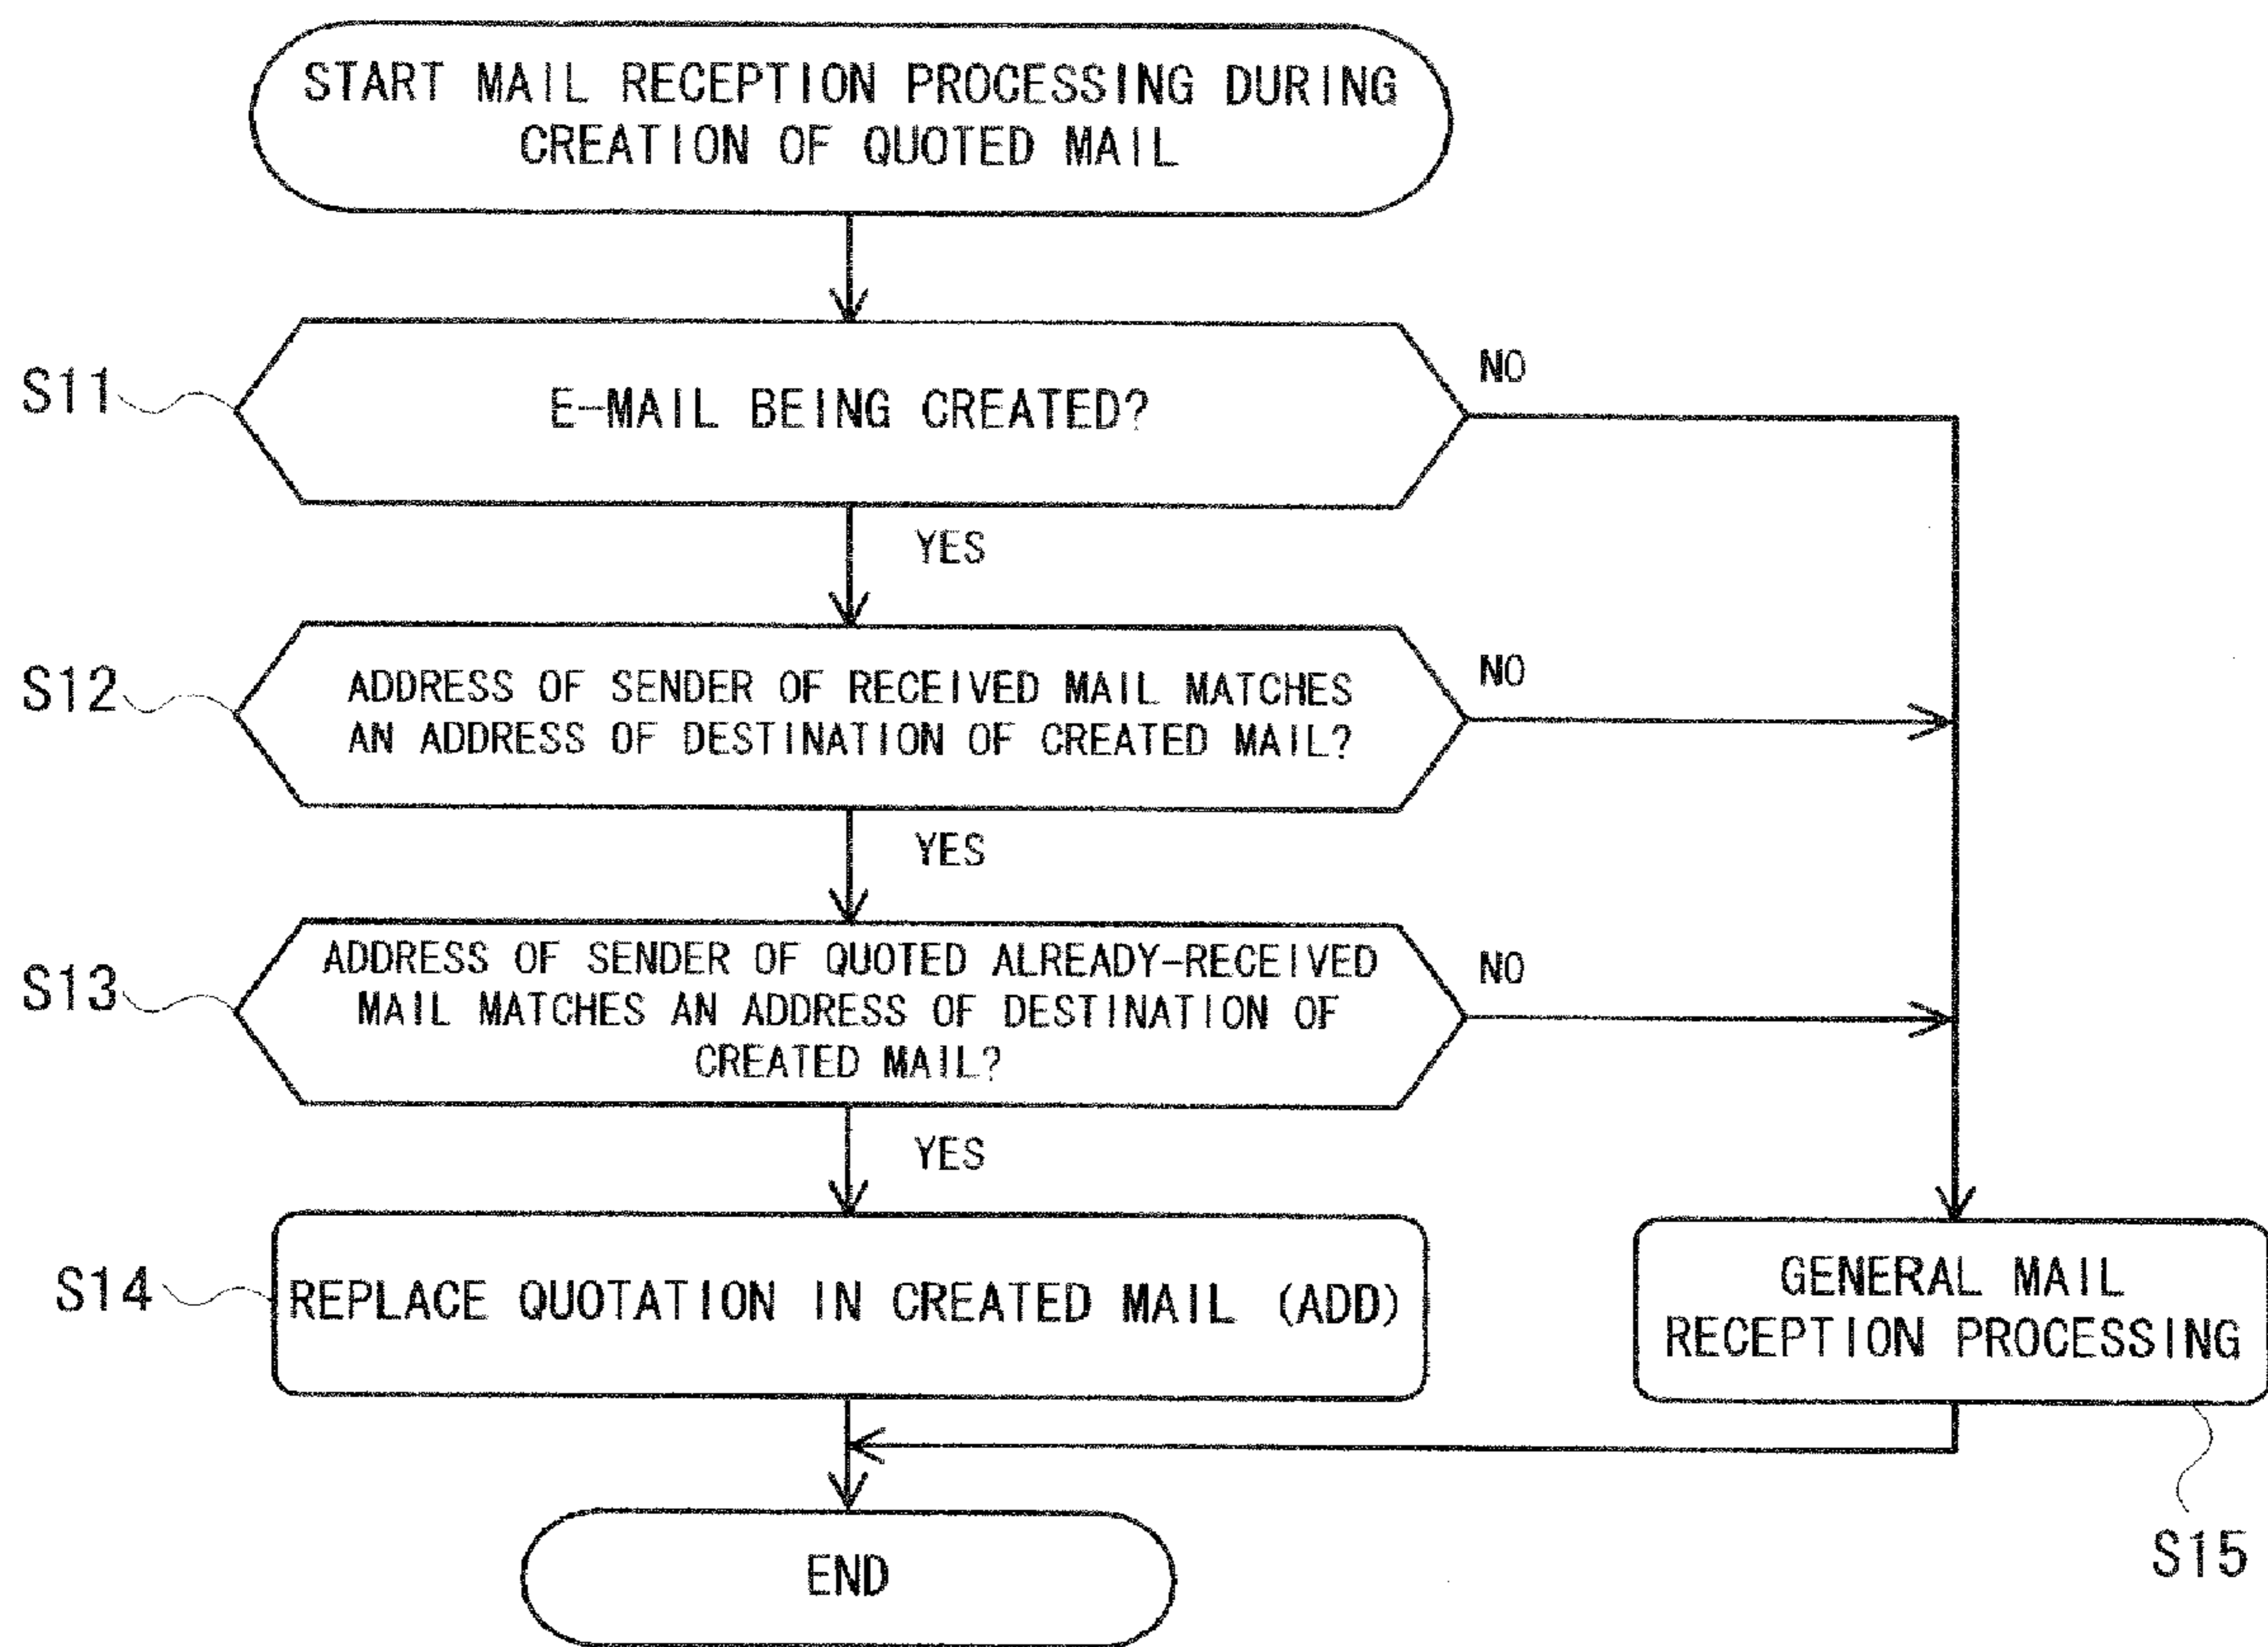 START MAIL RECEPTION PROCESSING DURING
CREATION OF QUOTED MAIL
S11
E-MAIL BEING CREATED?
NO
YES
S12
ADDRESS OF SENDER OF RECEIVED MAIL MATCHES
AN ADDRESS OF DESTINATION OF CREATED MAIL?
NO
YES
S13
ADDRESS OF SENDER OF QUOTED ALREADY-RECEIVED
MAIL MATCHES AN ADDRESS OF DESTINATION OF
CREATED MAIL?
NO
YES
S14
REPLACE QUOTATION IN CREATED MAIL (ADD)
GENERAL MAIL
RECEPTION PROCESSING
S15
END